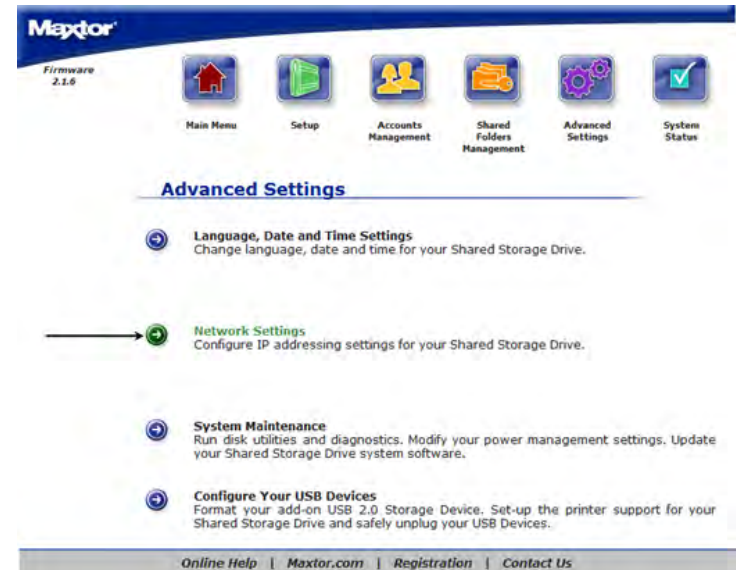 Maxtor
Firmware
2.1.6
Main Menu
Setup
Accounts
Management
Shared
Folders
Management
Advanced
Settings
System
Status
Advanced Settings
Language, Date and Time Settings
Change language, date and time for your Shared Storage Drive.
Network Settings
Configure IP addressing settings for your Shared Storage Drive.
System Maintenance
Run disk utilities and diagnostics. Modify your power management settings. Update
your Shared Storage Drive system software.
Configure Your USB Devices
Format your add-on USB 2.0 Storage Device. Set-up the printer support for your
Shared Storage Drive and safely unplug your USB Devices.
Online Help | Maxtor.com | Registration | Contact Us